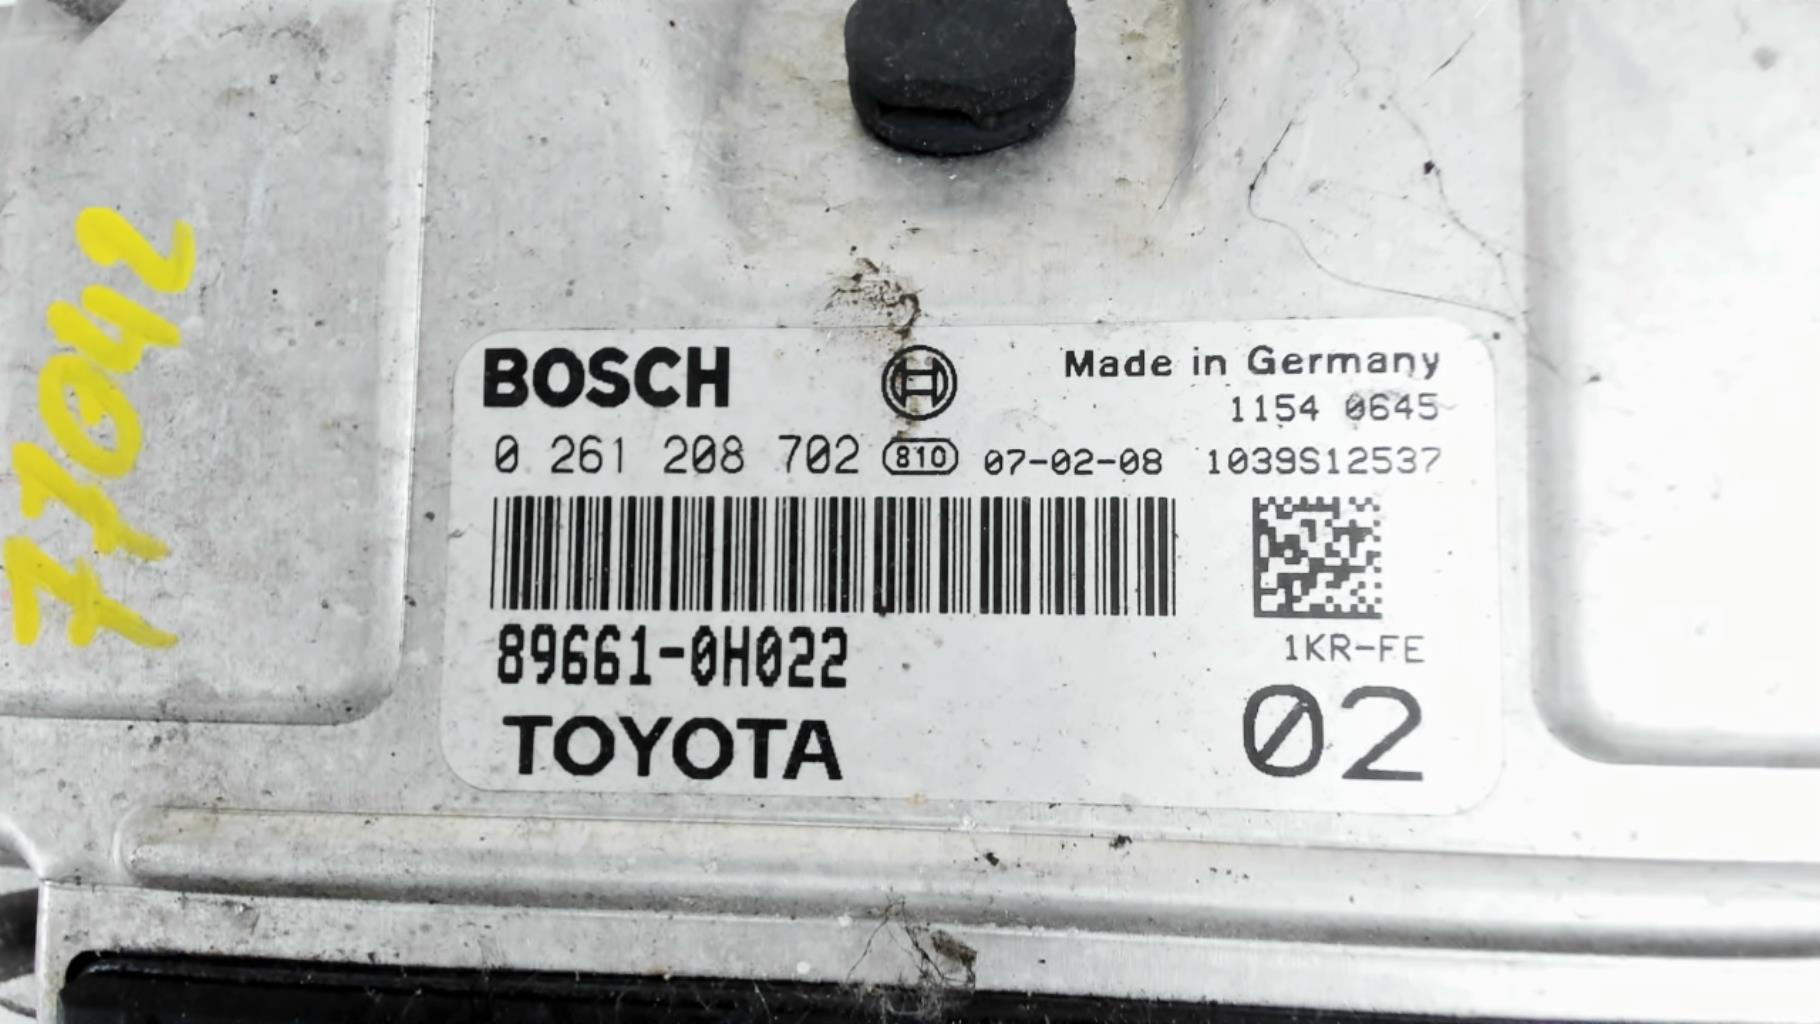 77042
BOSCH
Made in Germany
1154 0645
0 261 208 702 810 07-02-08 1039S12537
89661-0H022
1KR-FE
TOYOTA
02